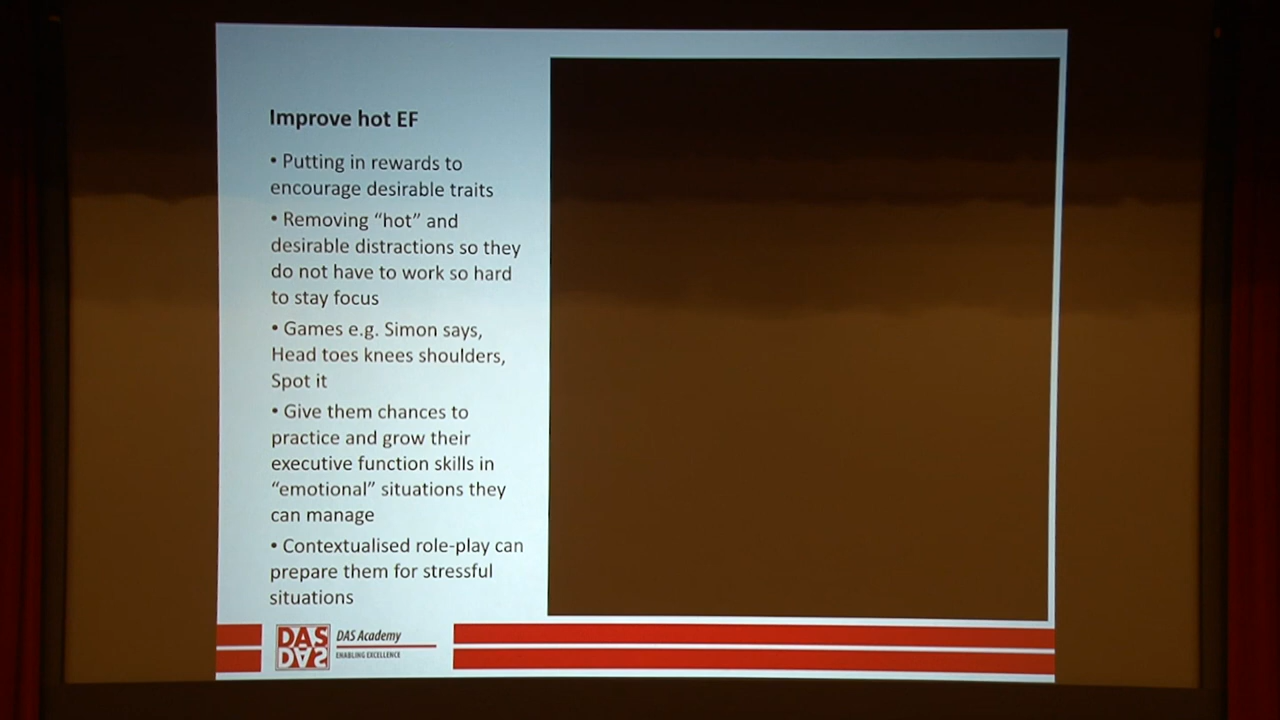 Improve hot EF
• Putting in rewards to
encourage desirable traits
• Removing “hot” and
desirable distractions so they
do not have to work so hard
to stay focus
• Games e.g. Simon says,
Head toes knees shoulders,
Spot it
• Give them chances to
practice and grow their
executive function skills in
“emotional” situations they
can manage
• Contextualised role-play can
prepare them for stressful
situations
DAS
DAS
DAS Academy
ENABLING EXCELLENCE